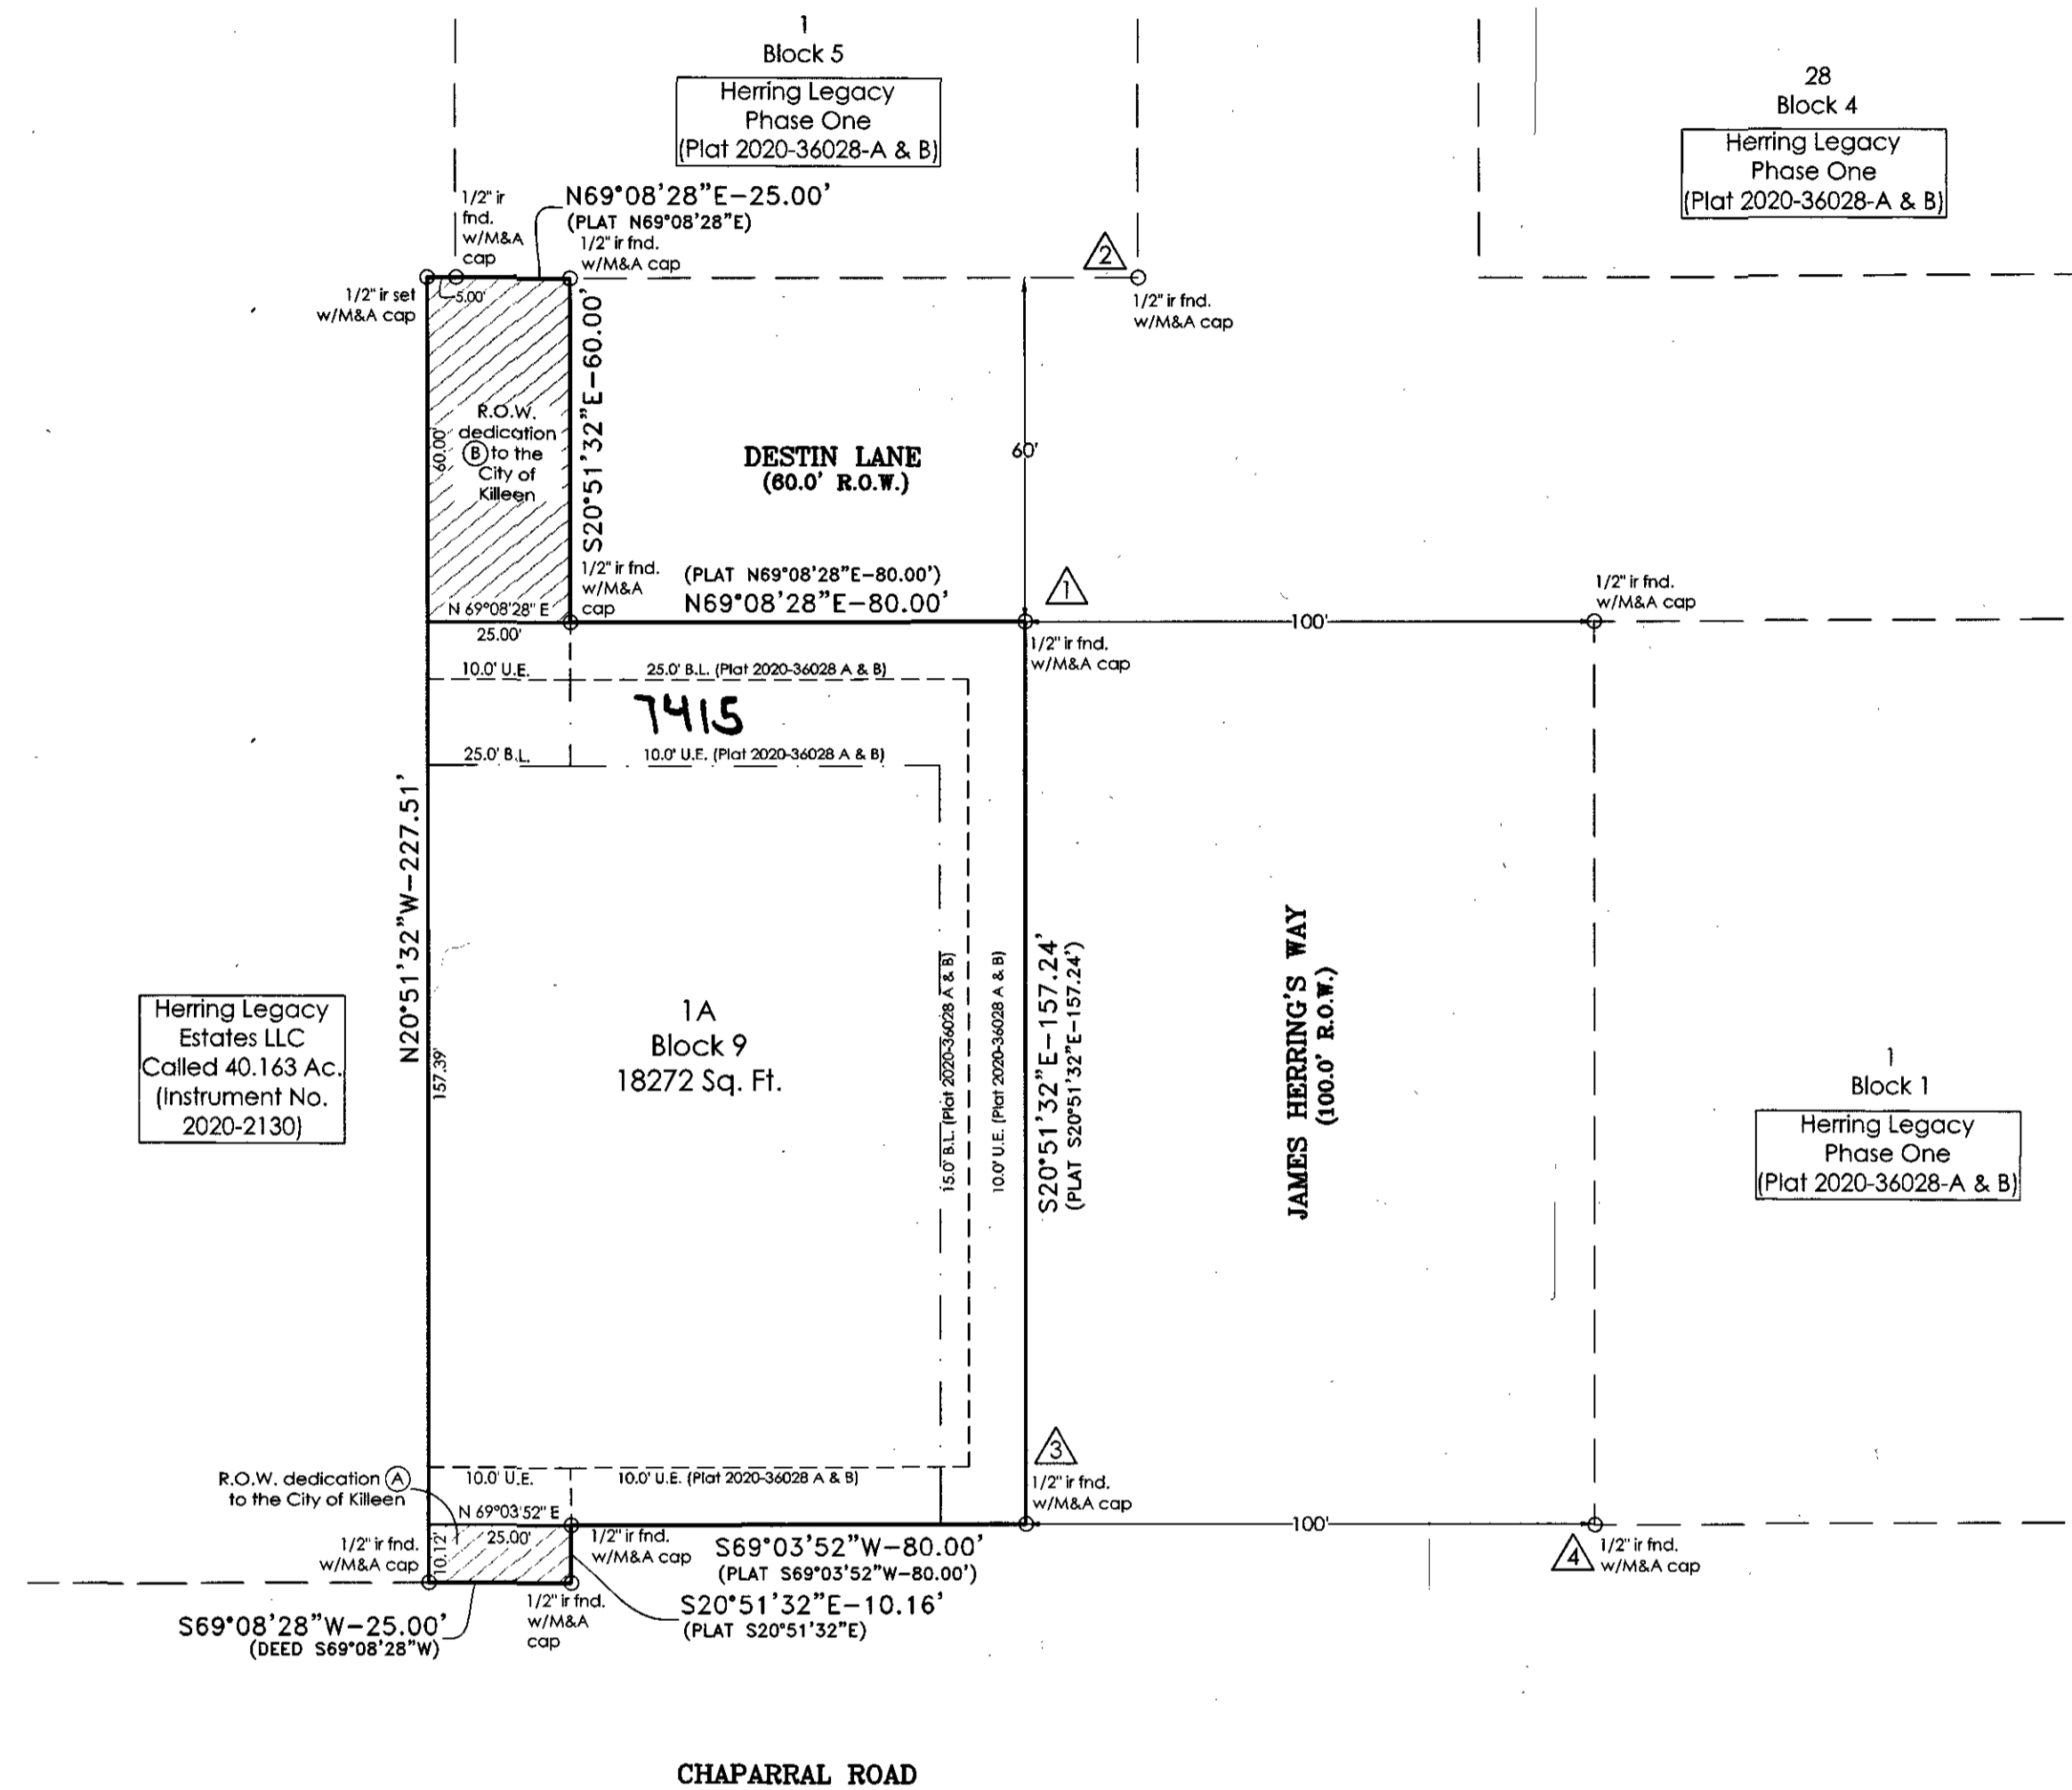 1
Block 5
Herring Legacy
Phase One
(Plat 2020-36028-A & B)
28
Block 4
Herring Legacy
Phase One
(Plat 2020-36028-A & B)
1/2" ir
fnd.
w/M&A
cap
N69°08'28"E-25.00'
(PLAT N69°08'28"E)
1/2" ir fnd.
w/M&A cap
2
1/2" ir set
w/M&A cap
5.00'
1/2" ir fnd.
w/M&A cap
R.O.W.
dedication
B to the
City of
Killeen
60.00'
S20°51'32"E-60.00'
DESTIN LANE
(60.0' R.O.W.)
60'
1/2" ir fnd.
w/M&A
cap
(PLAT N69°08'28"E-80.00')
N69°08'28"E-80.00'
1
1/2" ir fnd.
w/M&A cap
N 69°08'28" E
25.00'
100'
1/2" ir fnd.
w/M&A cap
10.0' U.E.
25.0' B.L. (Plat 2020-36028 A & B)
7415
25.0' B.L.
10.0' U.E. (Plat 2020-36028 A & B)
N20°51'32"W-227.51'
157.39'
Herring Legacy
Estates LLC
Called 40.163 Ac.
(Instrument No.
2020-2130)
1A
Block 9
18272 Sq. Ft.
15.0' B.L. (Plat 2020-36028 A & B)
10.0' U.E. (Plat 2020-36028 A & B)
S20°51'32"E-157.24'
(PLAT S20°51'32"E-157.24')
JAMES HERRING'S WAY
(100.0' R.O.W.)
1
Block 1
Herring Legacy
Phase One
(Plat 2020-36028-A & B)
3
1/2" ir fnd.
w/M&A cap
R.O.W. dedication A
to the City of Killeen
10.0' U.E.
10.0' U.E. (Plat 2020-36028 A & B)
N 69°03'52" E
25.00'
10.12'
1/2" ir fnd.
w/M&A cap
1/2" ir fnd.
w/M&A cap
S69°03'52"W-80.00'
(PLAT S69°03'52"W-80.00')
100'
4
1/2" ir fnd.
w/M&A cap
S69°08'28"W-25.00'
(DEED S69°08'28"W)
1/2" ir fnd.
w/M&A
cap
S20°51'32"E-10.16'
(PLAT S20°51'32"E)
CHAPARRAL ROAD